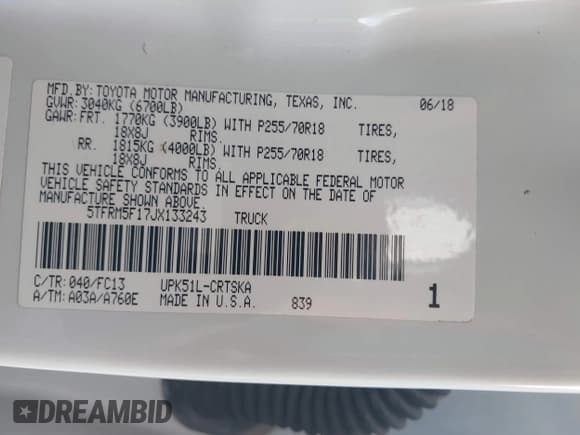 MFD.BY:TOYOTA MOTOR MANUFACTURING, TEXAS, INC. 06/18
GVWR:3040KG (6700LB)
GAWR:FRT. 1770KG (3900LB) WITH P255/70R18 TIRES,
18X8J RIMS.
RR. 1815KG (4000LB) WITH P255/70R18 TIRES,
18X8J RIMS.
THIS VEHICLE CONFORMS TO ALL APPLICABLE FEDERAL MOTOR
VEHICLE SAFETY STANDARDS IN EFFECT ON THE DATE OF
MANUFACTURE SHOWN ABOVE.
5TFRM5F17JX133243 TRUCK
C/TR:040/FC13 UPK51L-CRTSKA
A/TM:A03A/A760E MADE IN U.S.A. 839 1
DREAMBID